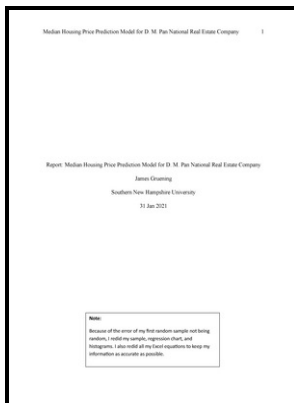 Median Housing Price Prediction Model for D. M. Pan National Real Estate Company 1
Report: Median Housing Price Prediction Model for D. M. Pan National Real Estate Company
James Gruening
Southern New Hampshire University
31 Jan 2021
Note:
Because of the error of my first random sample not being
random, I redid my sample, regression chart, and
histograms. I also redid all my Excel equations to keep my
information as accurate as possible.